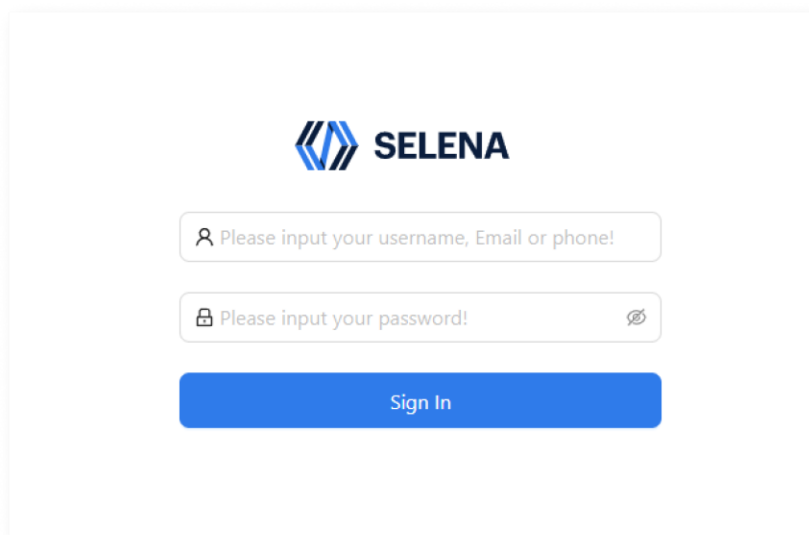 SELENA
Please input your username, Email or phone!
Please input your password!
Sign In